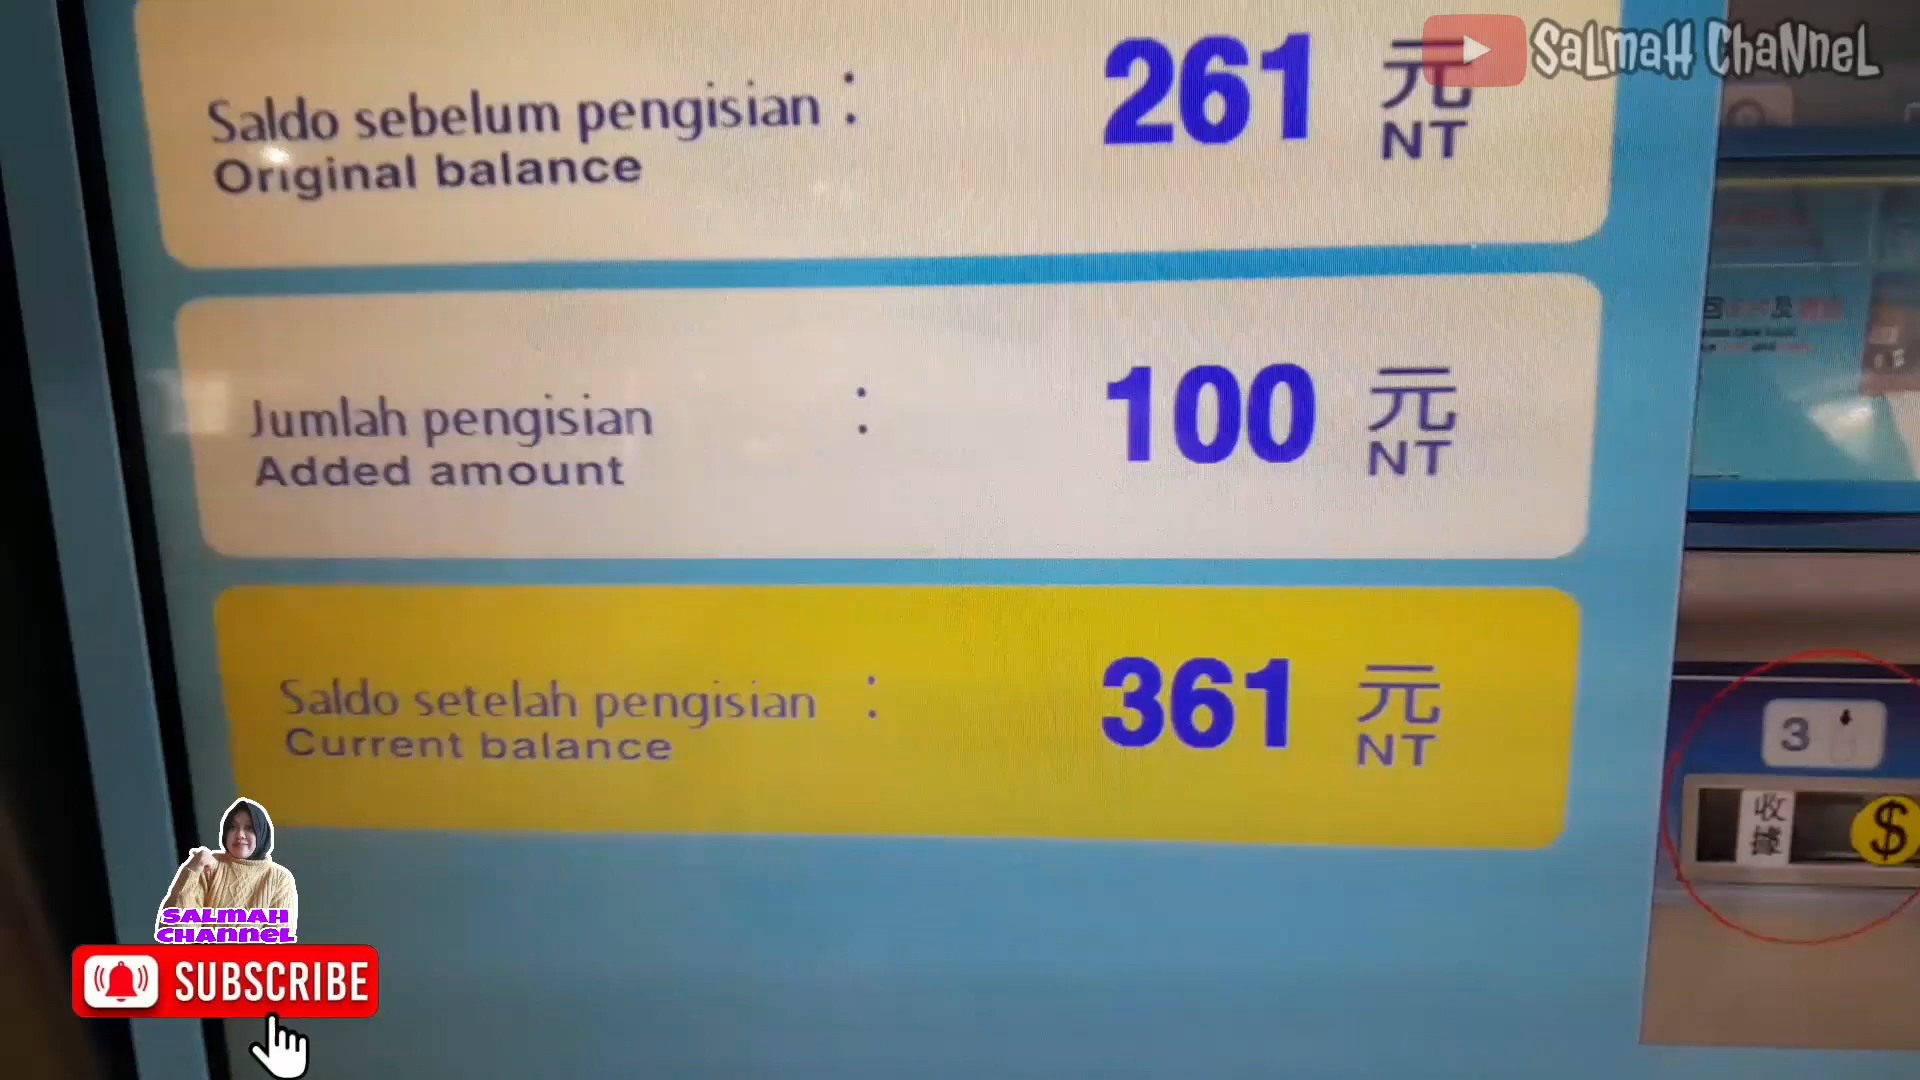 Saldo sebelum pengisian :
Original balance
261 元
NT
SaLmaH ChaNneL
Jumlah pengisian :
Added amount
100 元
NT
Saldo setelah pengisian :
Current balance
361 元
NT
3
收
據
$
SALMAH
CHANNEL
SUBSCRIBE